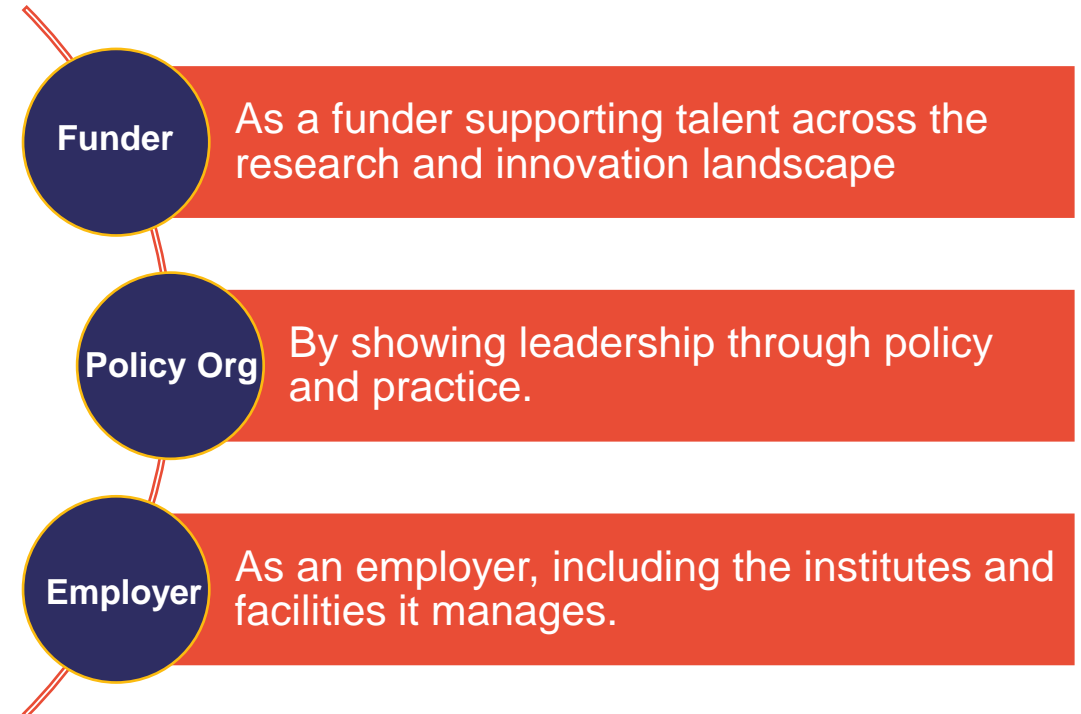 Funder
As a funder supporting talent across the
research and innovation landscape
Policy Org
By showing leadership through policy
and practice.
Employer
As an employer, including the institutes and
facilities it manages.